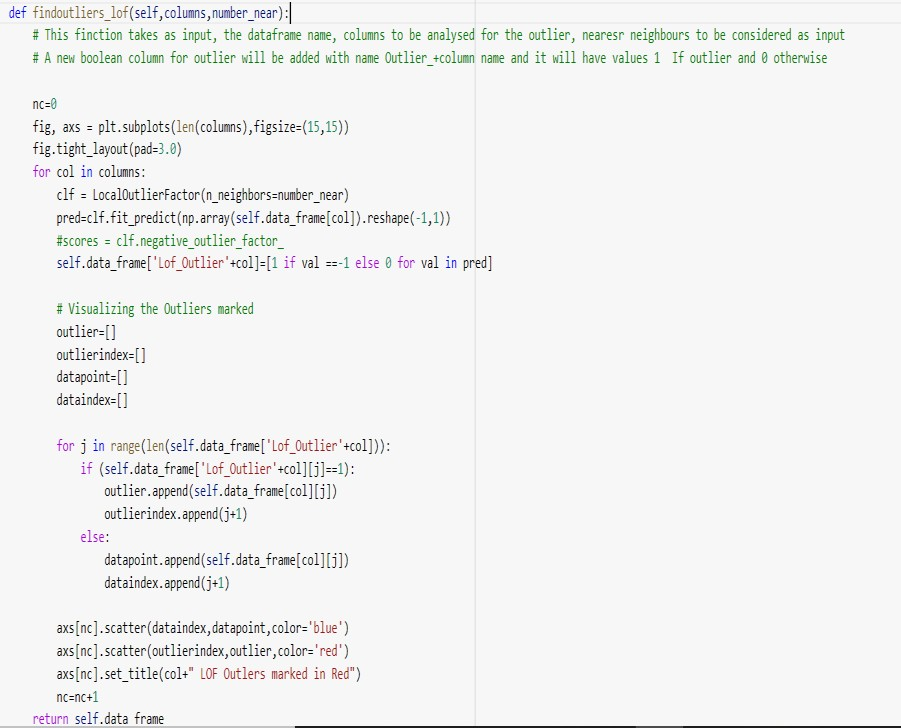 def findoutliers_lof(self,columns,number_near):
    # This finction takes as input, the dataframe name, columns to be analysed for the outlier, nearesr neighbours to be considered as input
    # A new boolean column for outlier will be added with name Outlier_+column name and it will have values 1  If outlier and 0 otherwise
    nc=0
    fig, axs = plt.subplots(len(columns),figsize=(15,15))
    fig.tight_layout(pad=3.0)
    for col in columns:
        clf = LocalOutlierFactor(n_neighbors=number_near)
        pred=clf.fit_predict(np.array(self.data_frame[col]).reshape(-1,1))
        #scores = clf.negative_outlier_factor_
        self.data_frame['Lof_Outlier'+col]=[1 if val ==-1 else 0 for val in pred]
        # Visualizing the Outliers marked
        outlier=[]
        outlierindex=[]
        datapoint=[]
        dataindex=[]
        for j in range(len(self.data_frame['Lof_Outlier'+col])):
            if (self.data_frame['Lof_Outlier'+col][j]==1):
                outlier.append(self.data_frame[col][j])
                outlierindex.append(j+1)
            else:
                datapoint.append(self.data_frame[col][j])
                dataindex.append(j+1)
        axs[nc].scatter(dataindex,datapoint,color='blue')
        axs[nc].scatter(outlierindex,outlier,color='red')
        axs[nc].set_title(col+" LOF Outlers marked in Red")
        nc=nc+1
    return self.data_frame